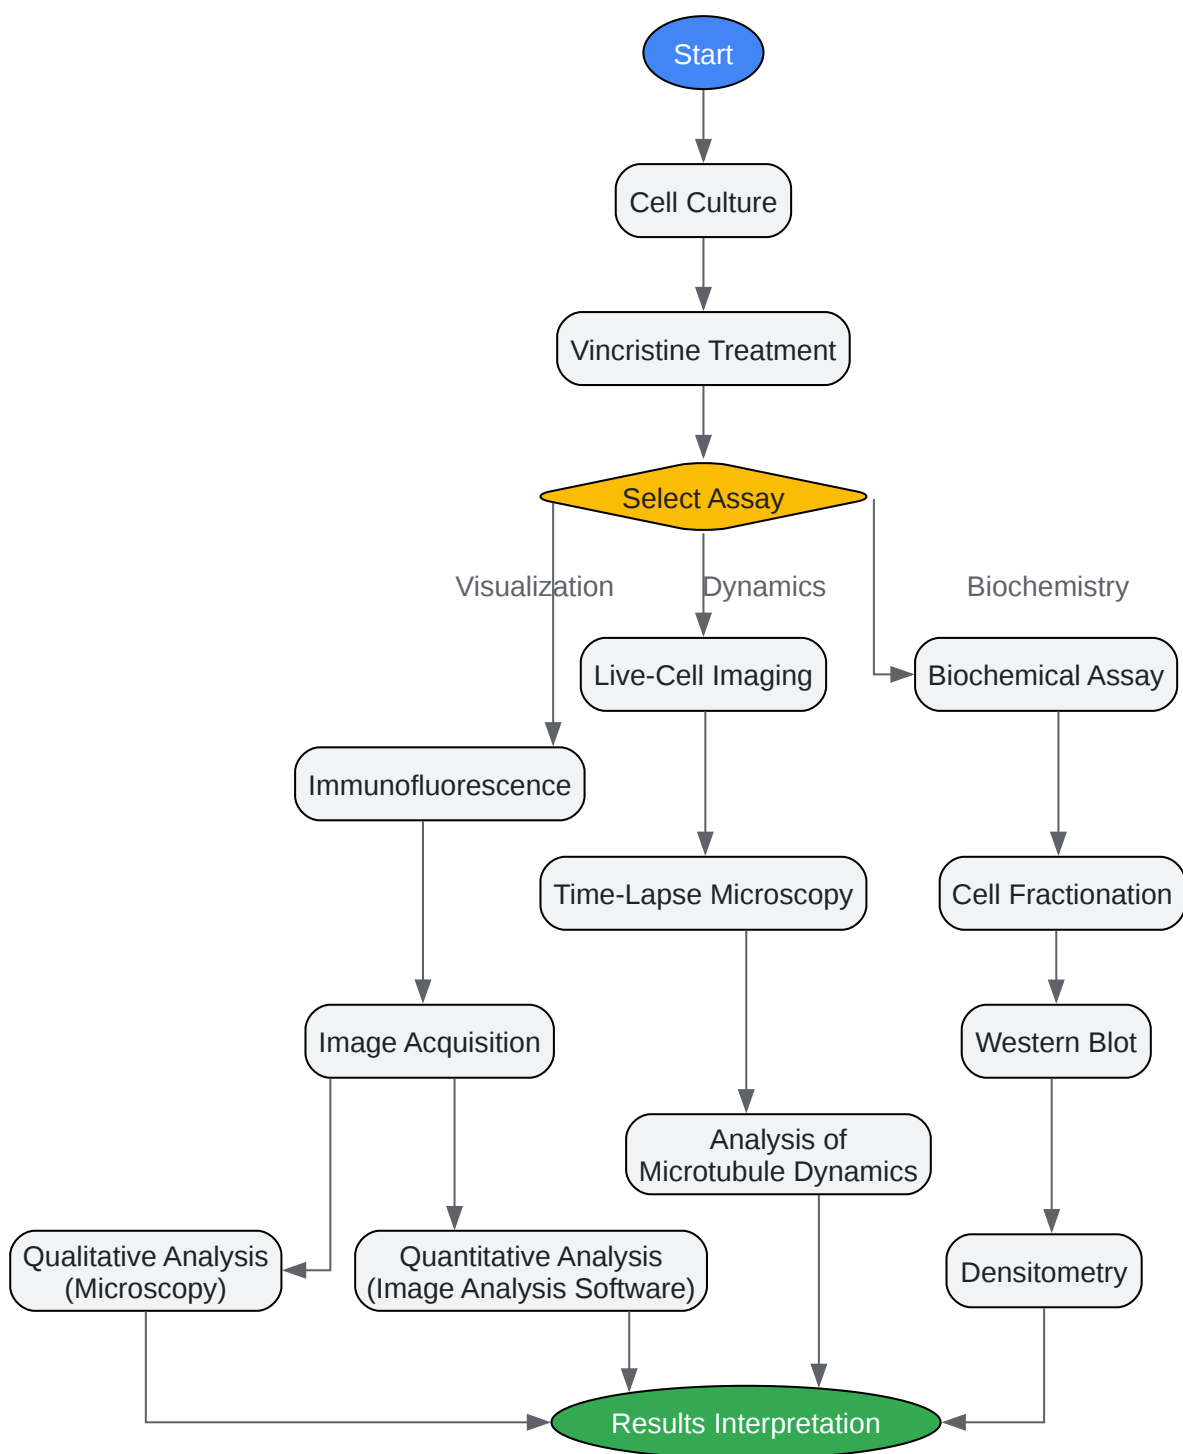 Start
Cell Culture
Vincristine Treatment
Select Assay
Visualization
Dynamics
Biochemistry
Live-Cell Imaging
Biochemical Assay
Immunofluorescence
Time-Lapse Microscopy
Cell Fractionation
Image Acquisition
Western Blot
Analysis of
Microtubule Dynamics
Qualitative Analysis
(Microscopy)
Quantitative Analysis
(Image Analysis Software)
Densitometry
Results Interpretation